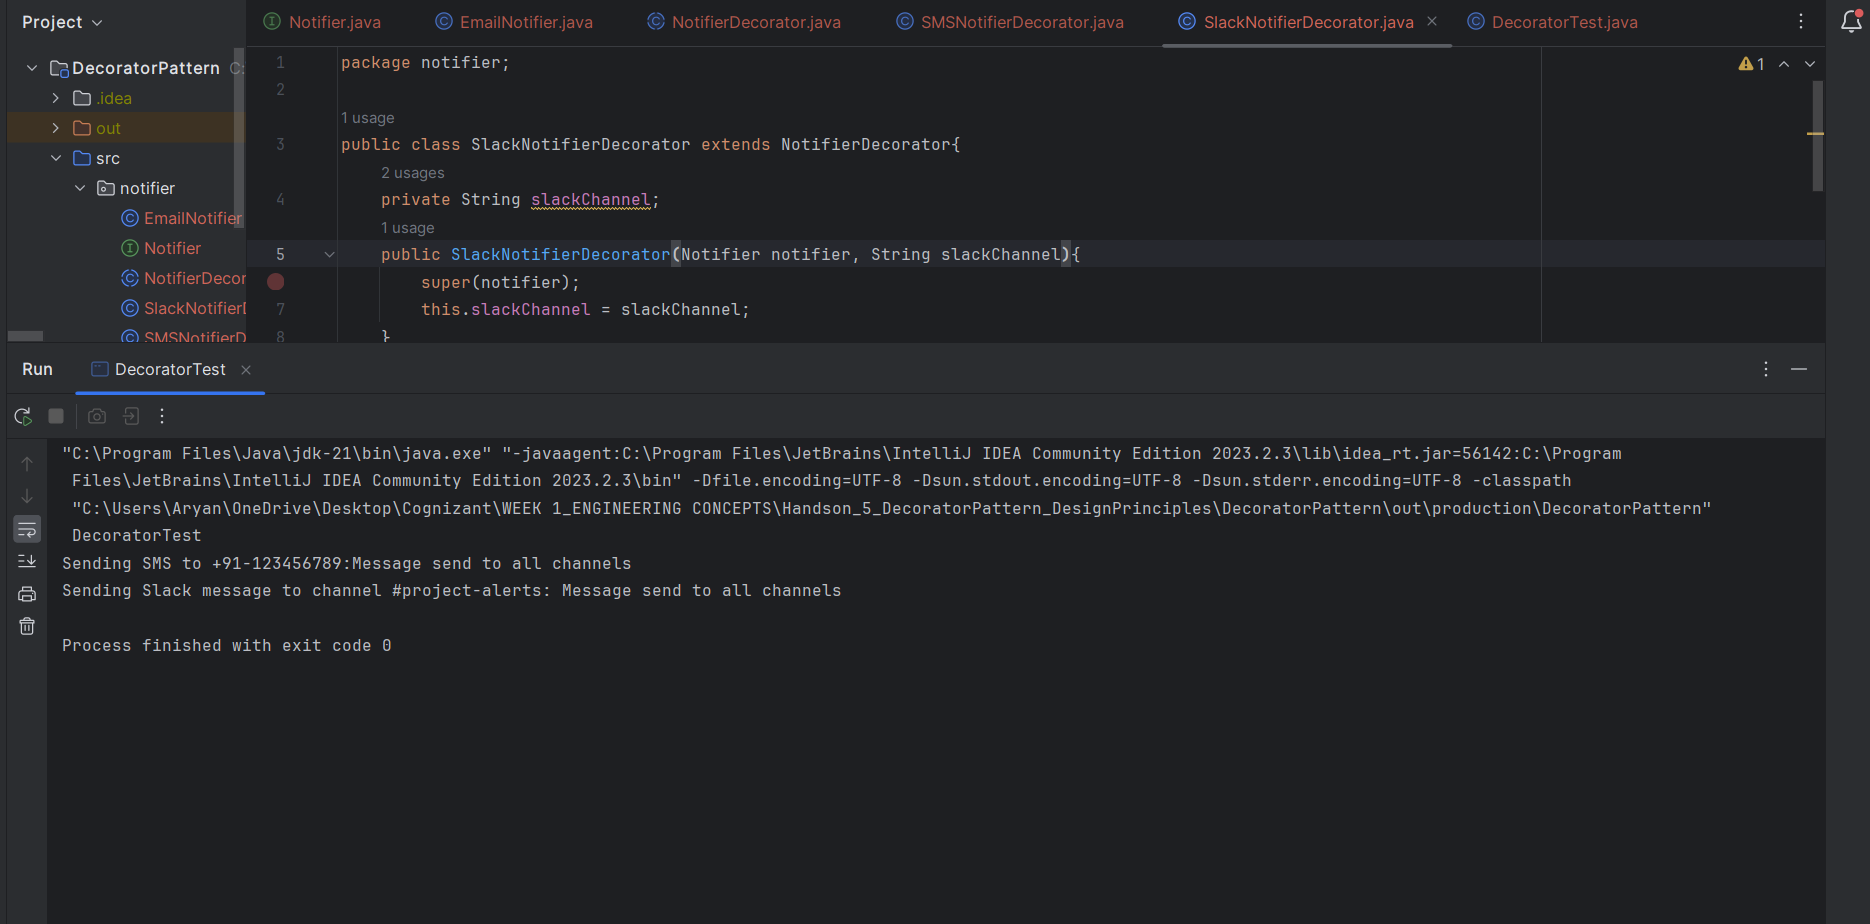 Project
Notifier.java
EmailNotifier.java
NotifierDecorator.java
SMSNotifierDecorator.java
SlackNotifierDecorator.java
DecoratorTest.java
DecoratorPattern C:
.idea
out
src
notifier
EmailNotifier
Notifier
NotifierDecor
SlackNotifierD
SMSNotifierD
1
1 package notifier;
2
1 usage
3 public class SlackNotifierDecorator extends NotifierDecorator{
2 usages
4 private String slackChannel;
1 usage
5 public SlackNotifierDecorator(Notifier notifier, String slackChannel){
super(notifier);
7 this.slackChannel = slackChannel;
8 }
Run
DecoratorTest
"C:\Program Files\Java\jdk-21\bin\java.exe" "-javaagent:C:\Program Files\JetBrains\IntelliJ IDEA Community Edition 2023.2.3\lib\idea_rt.jar=56142:C:\Program
Files\JetBrains\IntelliJ IDEA Community Edition 2023.2.3\bin" -Dfile.encoding=UTF-8 -Dsun.stdout.encoding=UTF-8 -Dsun.stderr.encoding=UTF-8 -classpath
"C:\Users\Aryan\OneDrive\Desktop\Cognizant\WEEK 1_ENGINEERING CONCEPTS\Handson_5_DecoratorPattern_DesignPrinciples\DecoratorPattern\out\production\DecoratorPattern"
DecoratorTest
Sending SMS to +91-123456789:Message send to all channels
Sending Slack message to channel #project-alerts: Message send to all channels
Process finished with exit code 0